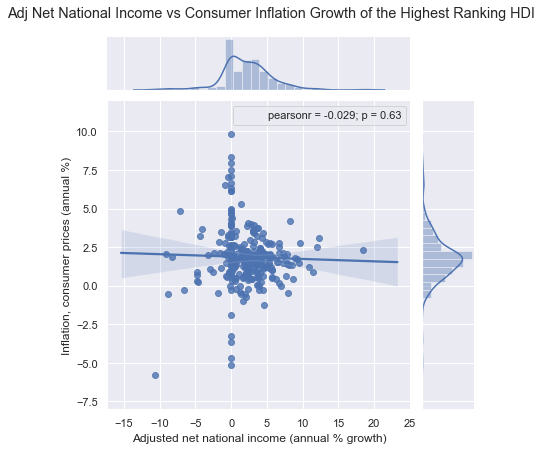 Adj Net National Income vs Consumer Inflation Growth of the Highest Ranking HDI
pearsonr = -0.029; p = 0.63
10.0
7.5
5.0
2.5
0.0
−2.5
−5.0
−7.5
Inflation, consumer prices (annual %)
−15 −10 −5 0 5 10 15 20 25
Adjusted net national income (annual % growth)